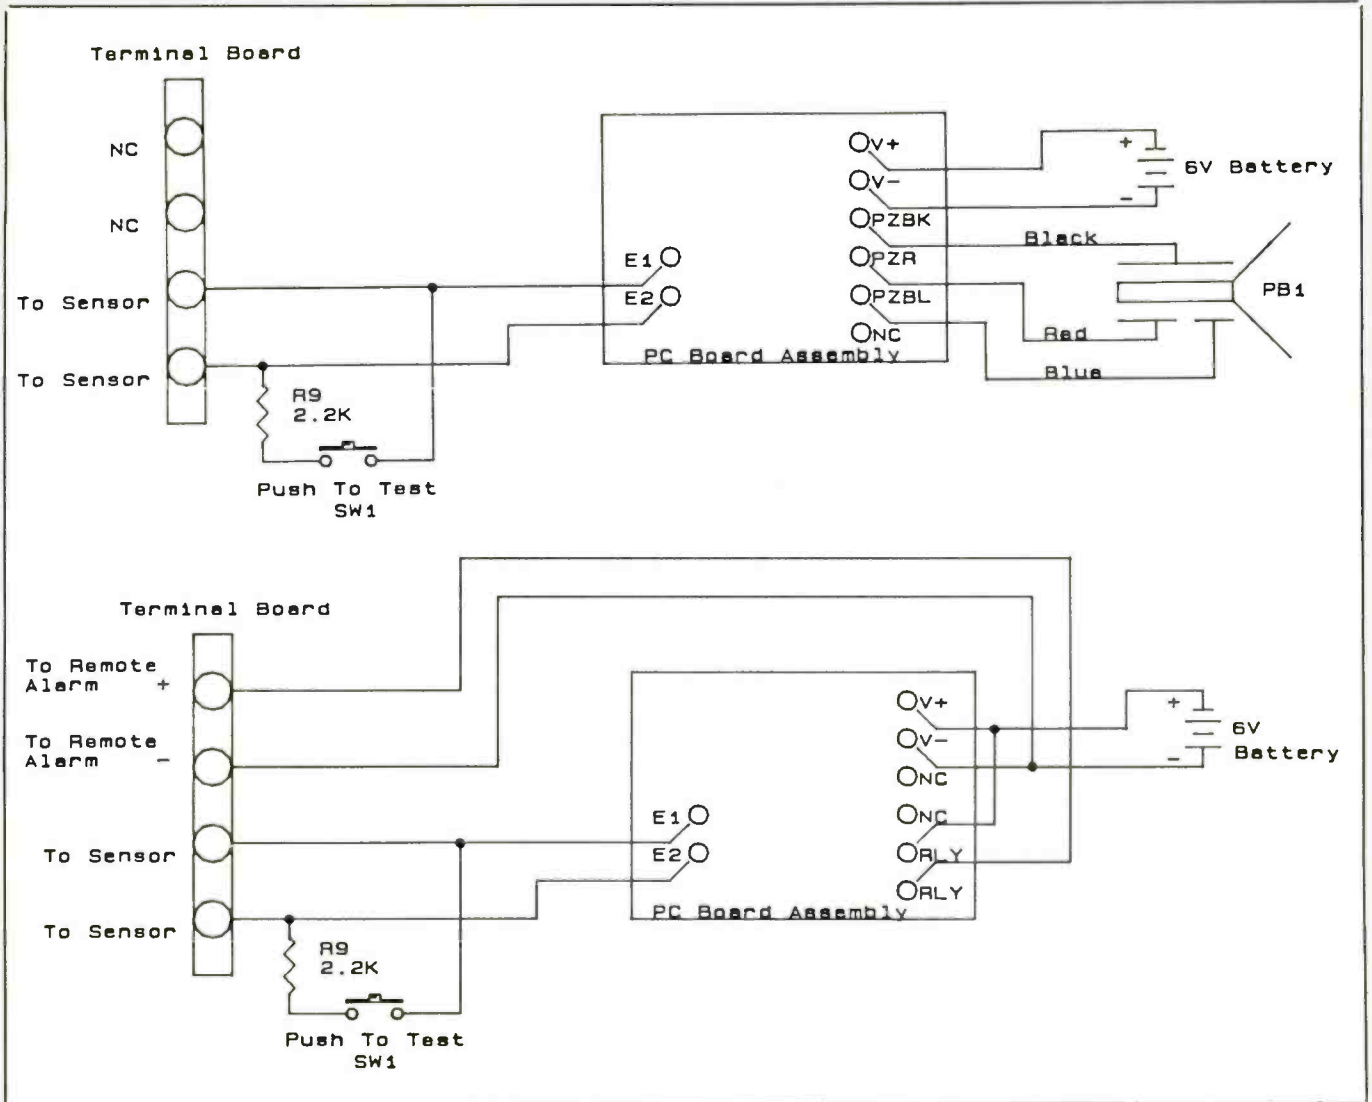 Terminal Board
NC
NC
To Sensor
To Sensor
R9
2.2K
Push To Test
SW1
E1
E2
V+
V-
PZBK
PZR
PZBL
NC
PC Board Assembly
+
-
6V Battery
Black
Red
Blue
PB1
Terminal Board
To Remote
Alarm +
To Remote
Alarm -
To Sensor
To Sensor
R9
2.2K
Push To Test
SW1
E1
E2
V+
V-
NC
NC
RLY
RLY
PC Board Assembly
+
-
6V
Battery